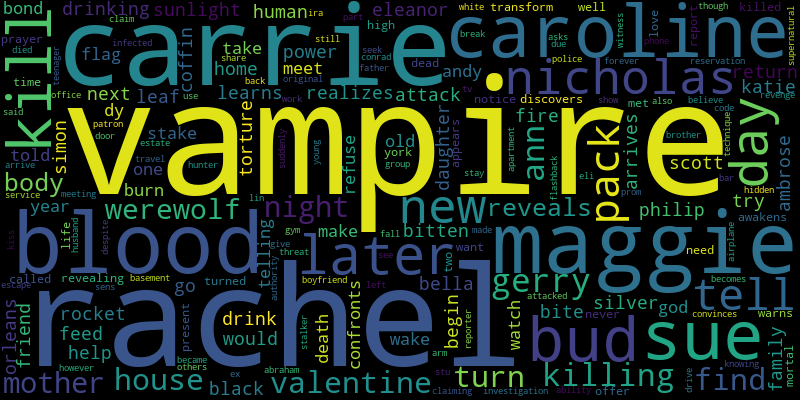 bond drinking sunlight human ira eleanor high white transform well part though killed
claim prayer flag power love break asks due witness police report supernatural
kill carrie caroline
died infected coffin take meet dead andy nicholas forever reservation return
teenager share still home seek conrad father katie phone revenge
time office next learns back realizes original attack tv notice discovers show met also believe code
said use leaf dy work fire brother technique day
vampire
patron door simon stake torture suddenly young old york group daughter appears apartment ann flashback pack arrives scott bar hidden
told estate travel one hunter refuse stay eli prom ambrose
body burn meeting lin werewolf night new reveals philip try awakens
service arrive year gym make fall bitten made airplane
blood later maggie
life husband despite kiss telling give threat want see two need becomes
called revealing basement go turned authority left bella gerry tell
escape sens boyfriend confronts begin watch silver god attacked warns
orleans friend rocket feed present drink would stalker death wake reporter bite never convinces family mortal
rachel bud sue
help however became others abraham arm stu killing knowing
mother house black ex valentine claiming investigation turn ability offer drive find